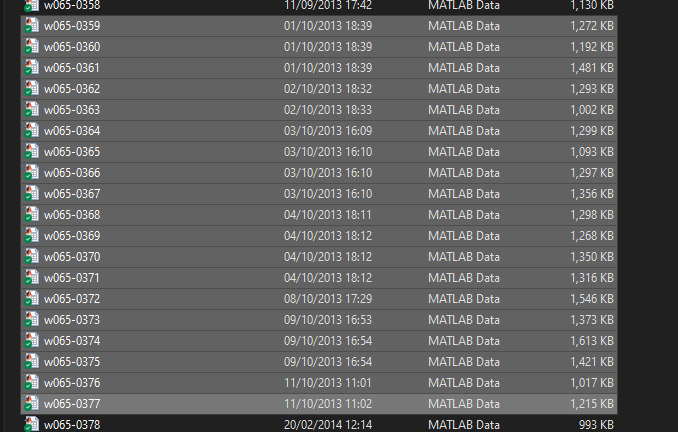 w065-0358 11/09/2013 17:42 MATLAB Data 1,130 KB
w065-0359 01/10/2013 18:39 MATLAB Data 1,272 KB
w065-0360 01/10/2013 18:39 MATLAB Data 1,192 KB
w065-0361 01/10/2013 18:39 MATLAB Data 1,481 KB
w065-0362 02/10/2013 18:32 MATLAB Data 1,293 KB
w065-0363 02/10/2013 18:33 MATLAB Data 1,002 KB
w065-0364 03/10/2013 16:09 MATLAB Data 1,299 KB
w065-0365 03/10/2013 16:10 MATLAB Data 1,093 KB
w065-0366 03/10/2013 16:10 MATLAB Data 1,297 KB
w065-0367 03/10/2013 16:10 MATLAB Data 1,356 KB
w065-0368 04/10/2013 18:11 MATLAB Data 1,298 KB
w065-0369 04/10/2013 18:12 MATLAB Data 1,268 KB
w065-0370 04/10/2013 18:12 MATLAB Data 1,350 KB
w065-0371 04/10/2013 18:12 MATLAB Data 1,316 KB
w065-0372 08/10/2013 17:29 MATLAB Data 1,546 KB
w065-0373 09/10/2013 16:53 MATLAB Data 1,373 KB
w065-0374 09/10/2013 16:54 MATLAB Data 1,613 KB
w065-0375 09/10/2013 16:54 MATLAB Data 1,421 KB
w065-0376 11/10/2013 11:01 MATLAB Data 1,017 KB
w065-0377 11/10/2013 11:02 MATLAB Data 1,215 KB
w065-0378 20/02/2014 12:14 MATLAB Data 993 KB